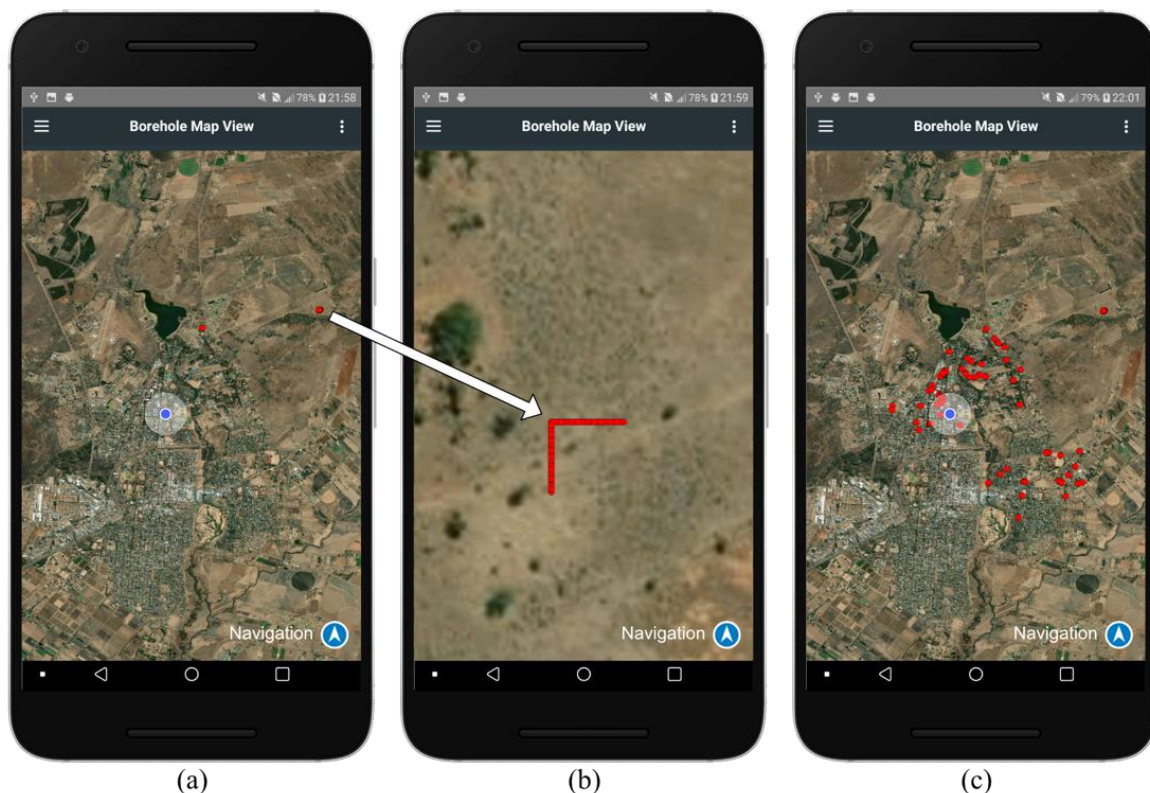 78% 21:58
Borehole Map View
Navigation
78% 21:59
Borehole Map View
Navigation
79% 22:01
Borehole Map View
Navigation
(a)
(b)
(c)